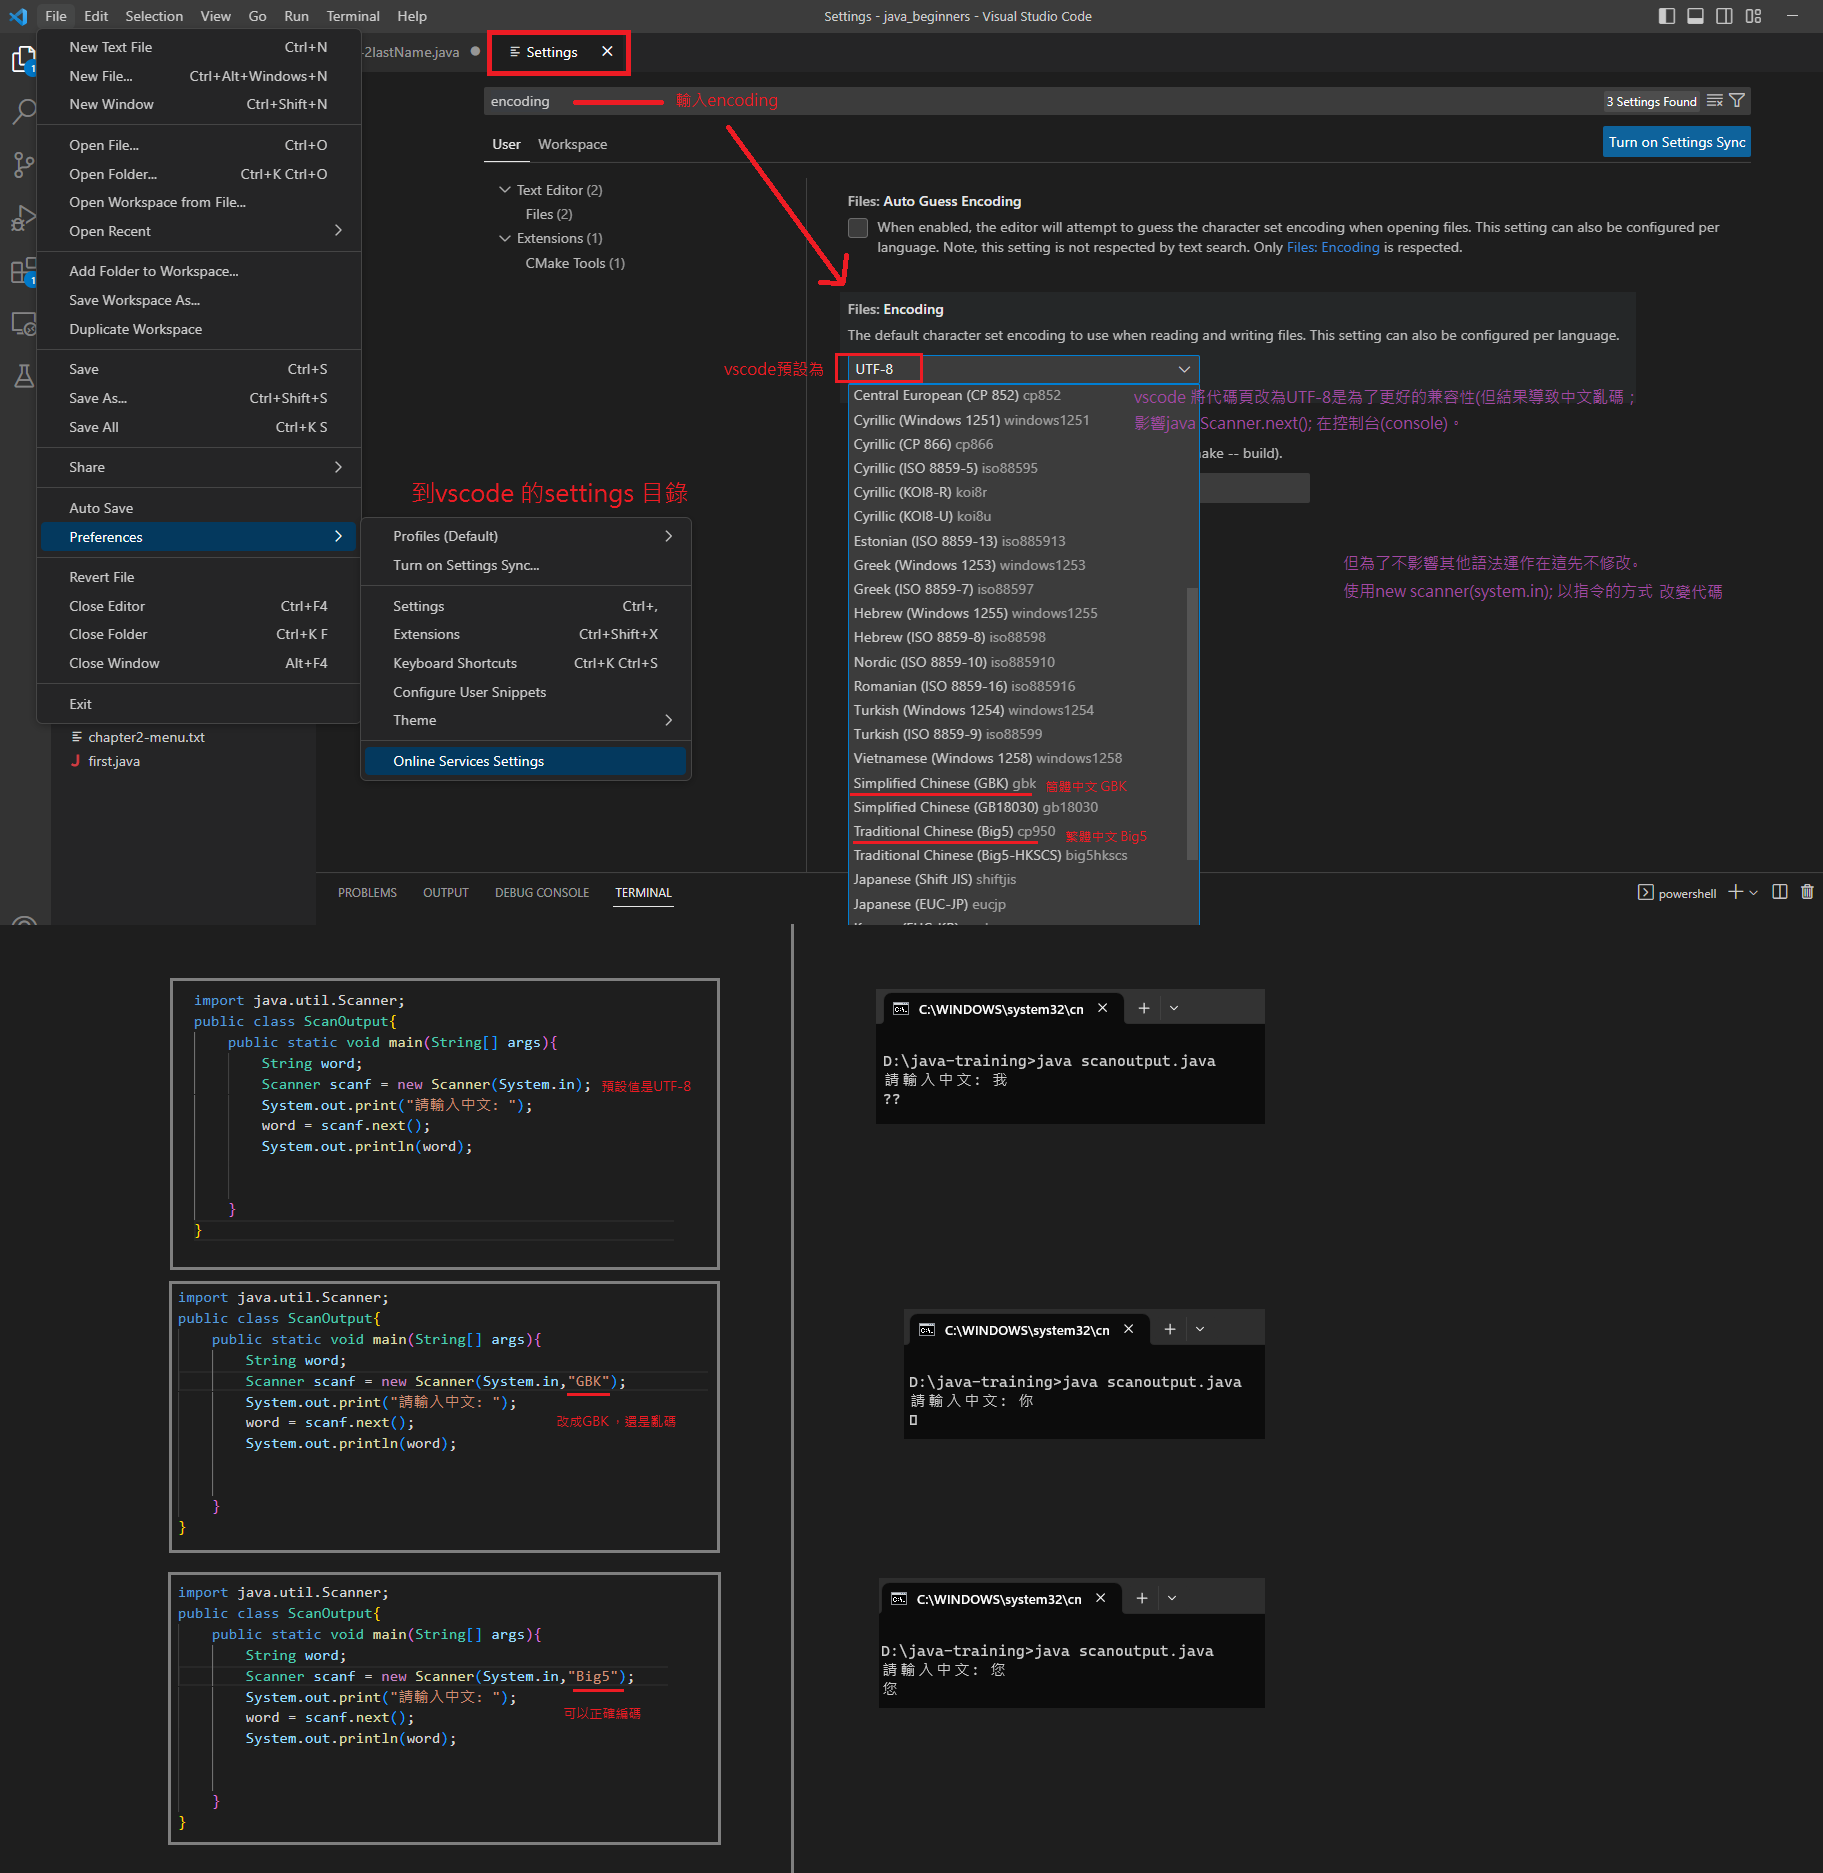 File Edit Selection View Go Run Terminal Help
Settings - java_beginners - Visual Studio Code
New Text File Ctrl+N
New File... Ctrl+Alt+Windows+N
New Window Ctrl+Shift+N
Open File... Ctrl+O
Open Folder... Ctrl+K Ctrl+O
Open Workspace from File...
Open Recent
Add Folder to Workspace...
Save Workspace As...
Duplicate Workspace
Save Ctrl+S
Save As... Ctrl+Shift+S
Save All Ctrl+K S
Share
Auto Save
Preferences
Revert File
Close Editor Ctrl+F4
Close Folder Ctrl+K F
Close Window Alt+F4
Exit
chapter2-menu.txt
first.java
1
1
-2lastName.java
Settings
encoding
輸入encoding
3 Settings Found
User Workspace
Turn on Settings Sync
Text Editor (2)
Files (2)
Extensions (1)
CMake Tools (1)
Files: Auto Guess Encoding
When enabled, the editor will attempt to guess the character set encoding when opening files. This setting can also be configured per
language. Note, this setting is not respected by text search. Only Files: Encoding is respected.
Files: Encoding
The default character set encoding to use when reading and writing files. This setting can also be configured per language.
vscode預設為
UTF-8
Central European (CP 852) cp852
Cyrillic (Windows 1251) windows1251
Cyrillic (CP 866) cp866
Cyrillic (ISO 8859-5) iso88595
Cyrillic (KOI8-R) koi8r
Cyrillic (KOI8-U) koi8u
Estonian (ISO 8859-13) iso885913
Greek (Windows 1253) windows1253
Greek (ISO 8859-7) iso88597
Hebrew (Windows 1255) windows1255
Hebrew (ISO 8859-8) iso88598
Nordic (ISO 8859-10) iso885910
Romanian (ISO 8859-16) iso885916
Turkish (Windows 1254) windows1254
Turkish (ISO 8859-9) iso88599
Vietnamese (Windows 1258) windows1258
Simplified Chinese (GBK) gbk 簡體中文 GBK
Simplified Chinese (GB18030) gb18030
Traditional Chinese (Big5) cp950 繁體中文 Big5
Traditional Chinese (Big5-HKSCS) big5hkscs
Japanese (Shift JIS) shiftjis
Japanese (EUC-JP) eucjp
vscode 將代碼頁改為UTF-8是為了更好的兼容性(但結果導致中文亂碼；
影響java Scanner.next(); 在控制台(console)。
ake -- build).
但為了不影響其他語法運作在這先不修改。
使用new scanner(system.in); 以指令的方式 改變代碼
到vscode 的settings 目錄
Profiles (Default)
Turn on Settings Sync...
Settings Ctrl+,
Extensions Ctrl+Shift+X
Keyboard Shortcuts Ctrl+K Ctrl+S
Configure User Snippets
Theme
Online Services Settings
PROBLEMS OUTPUT DEBUG CONSOLE TERMINAL
powershell
import java.util.Scanner;
public class ScanOutput{
public static void main(String[] args){
String word;
Scanner scanf = new Scanner(System.in); 預設值是UTF-8
System.out.print("請輸入中文: ");
word = scanf.next();
System.out.println(word);
}
}
C:\WINDOWS\system32\cn
D:\java-training>java scanoutput.java
請輸入中文: 我
??
import java.util.Scanner;
public class ScanOutput{
public static void main(String[] args){
String word;
Scanner scanf = new Scanner(System.in,"GBK");
System.out.print("請輸入中文: ");
word = scanf.next(); 改成GBK，還是亂碼
System.out.println(word);
}
}
C:\WINDOWS\system32\cn
D:\java-training>java scanoutput.java
請輸入中文: 你
import java.util.Scanner;
public class ScanOutput{
public static void main(String[] args){
String word;
Scanner scanf = new Scanner(System.in,"Big5");
System.out.print("請輸入中文: ");
word = scanf.next(); 可以正確編碼
System.out.println(word);
}
}
C:\WINDOWS\system32\cn
D:\java-training>java scanoutput.java
請輸入中文: 您
您